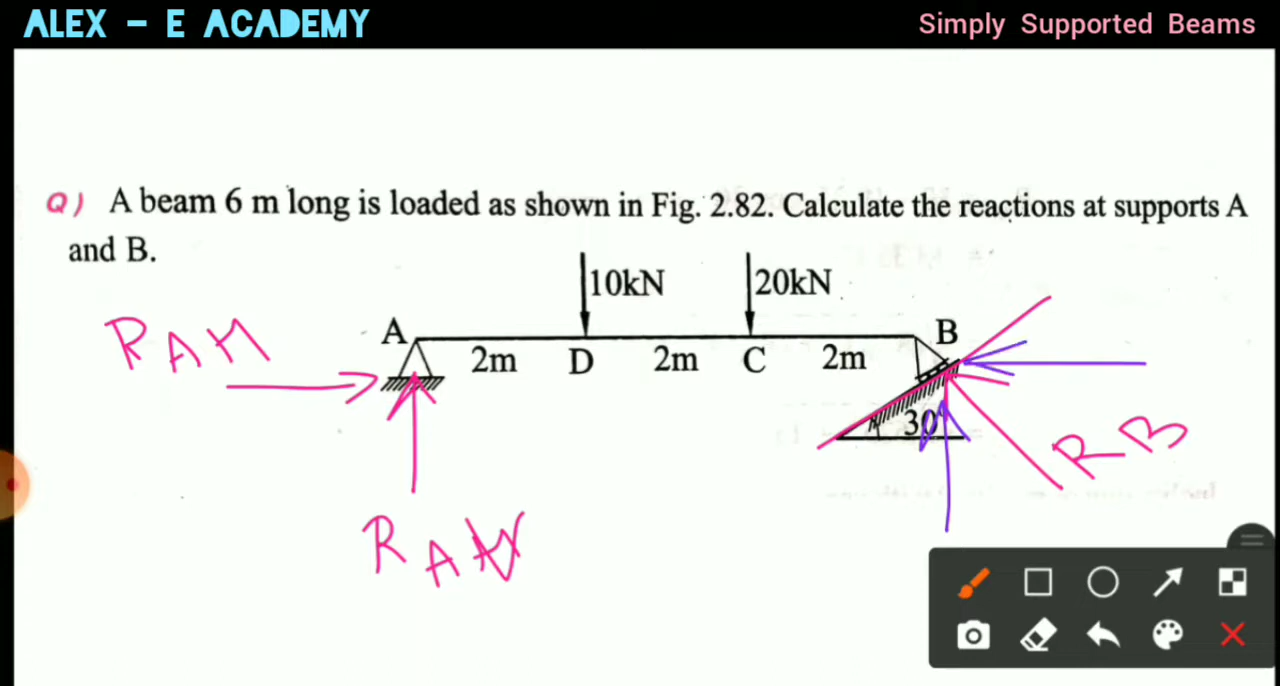 ALEX - E ACADEMY
Simply Supported Beams
Q) A beam 6 m long is loaded as shown in Fig. 2.82. Calculate the reactions at supports A
and B.
10kN
20kN
RAH
A
B
2m
D
2m
C
2m
30°
RB
RAV